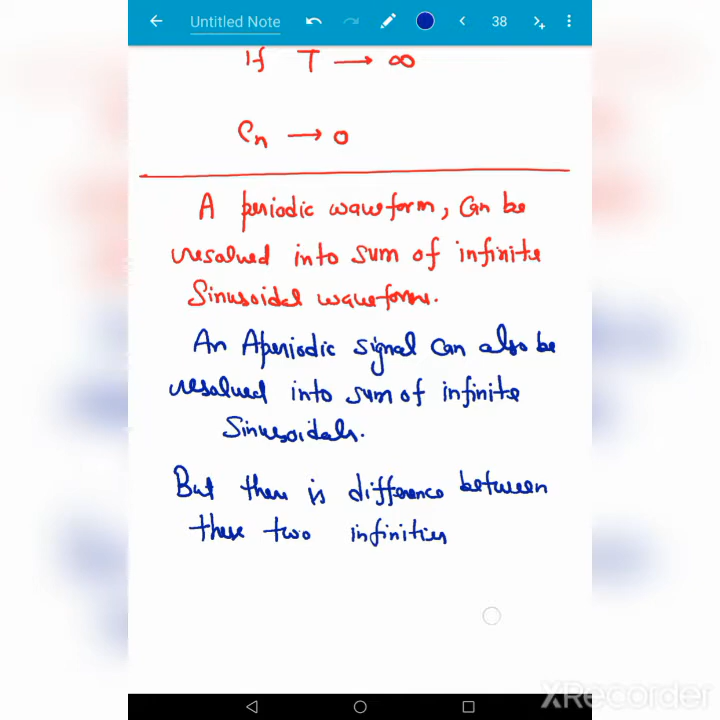 Untitled Note
38
If T → ∞
Cn → 0
A periodic waveform, can be
resolved into sum of infinite
Sinusoidal waveforms.
An Aperiodic signal can also be
resolved into sum of infinite
Sinusoidals.
But there is difference between
these two infinities
XRecorder